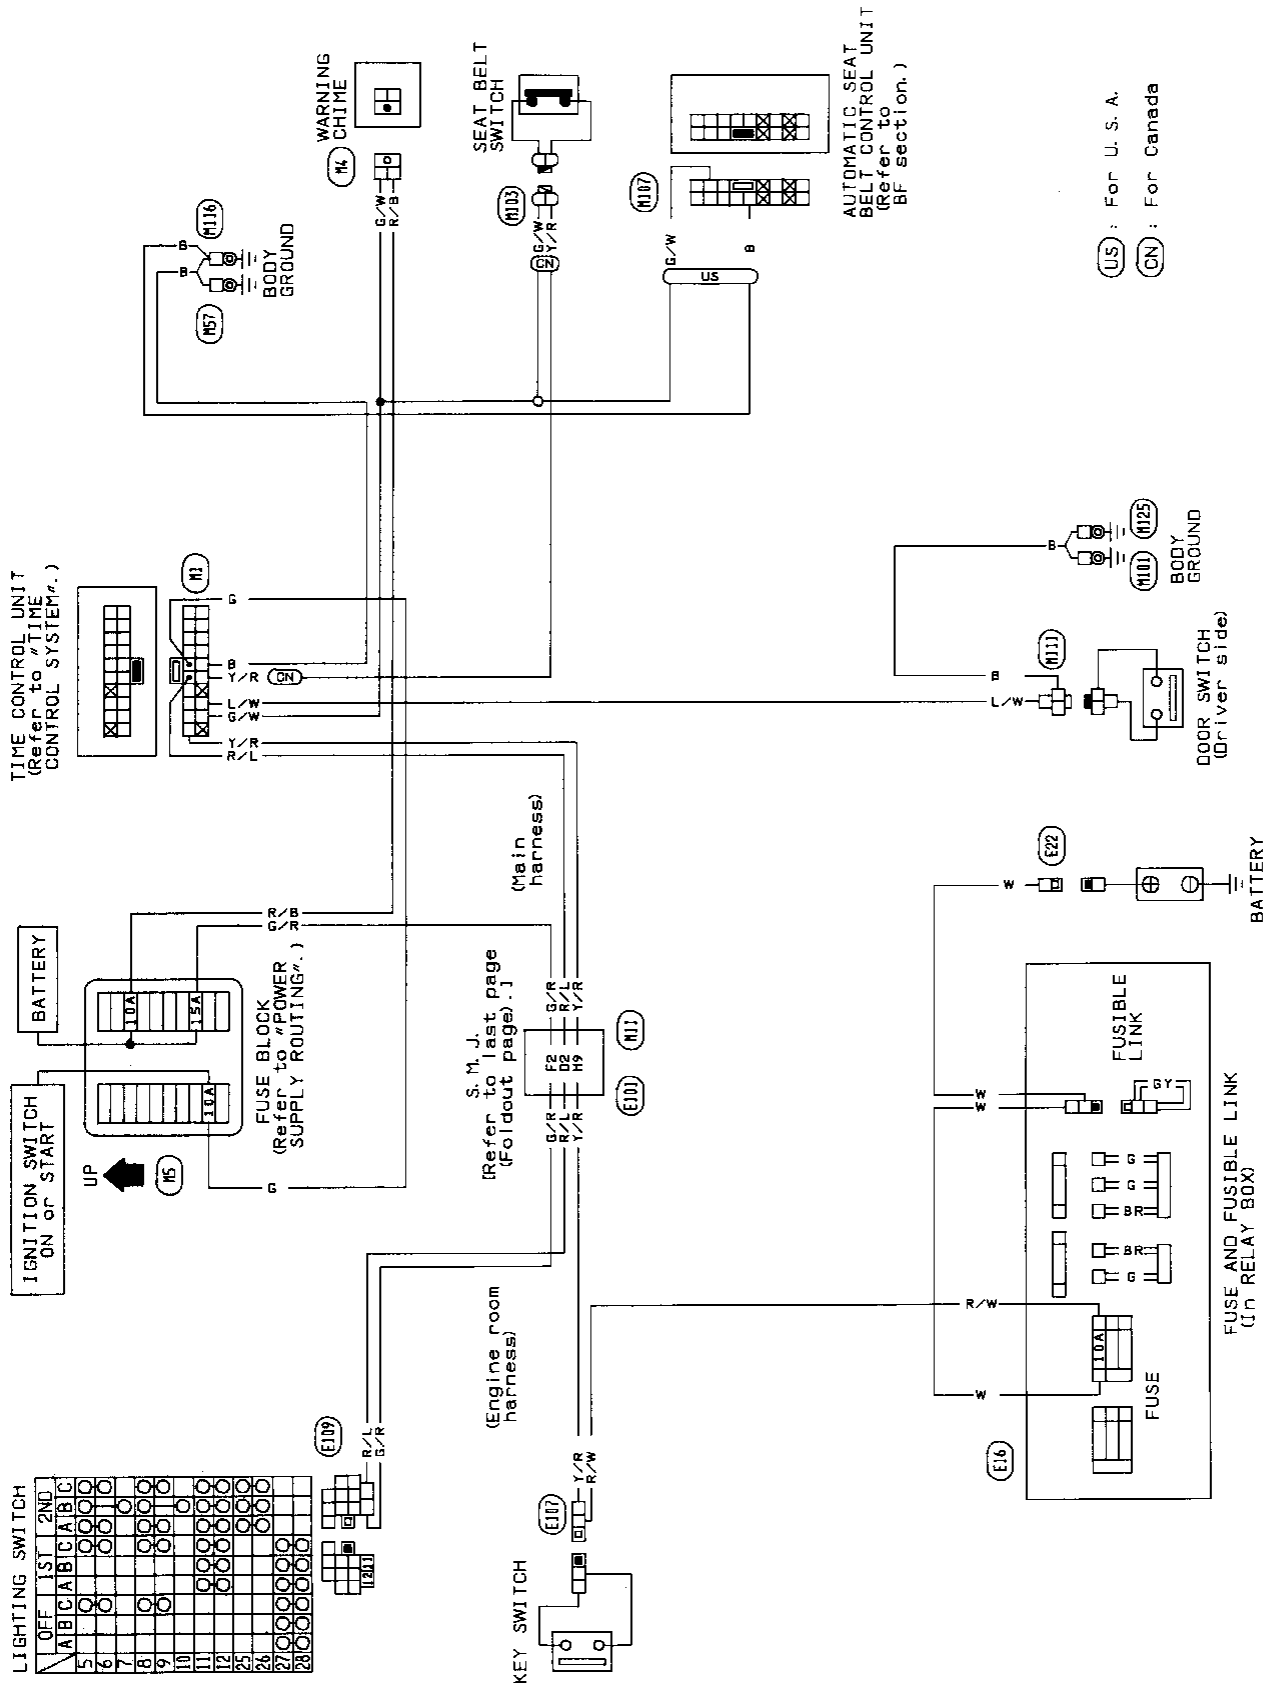 LIGHTING SWITCH
OFF 1ST 2ND
A B C A B C A B C
5
6
7
8
9
10
11
12
25
26
27
28
12 11
E109
R/L
G/R
IGNITION SWITCH
ON or START
BATTERY
UP
M5
10A
10A
15A
FUSE BLOCK
(Refer to "POWER
SUPPLY ROUTING".)
G
R/B
G/R
TIME CONTROL UNIT
(Refer to "TIME
CONTROL SYSTEM".)
M1
G
B
Y/R
CN
L/W
G/W
Y/R
R/L
M57
M116
B
B
BODY
GROUND
WARNING
CHIME
M4
G/W
R/B
SEAT BELT
SWITCH
M103
G/W
Y/R
CN
M107
G/W
B
US
AUTOMATIC SEAT
BELT CONTROL UNIT
(Refer to
BF section.)
KEY SWITCH
E107
Y/R
R/W
(Engine room
harness)
S.M.J.
[Refer to last page
(Foldout page).]
G/R
R/L
Y/R
F2
D2
H9
G/R
R/L
Y/R
E101
M11
(Main
harness)
E16
W
R/W
10A
FUSE
G
BR
BR
G
G
W
W
GY
FUSIBLE
LINK
FUSE AND FUSIBLE LINK
(In RELAY BOX)
W
E22
BATTERY
L/W
B
M111
DOOR SWITCH
(Driver side)
B
M101
M125
BODY
GROUND
US : For U.S.A.
CN : For Canada